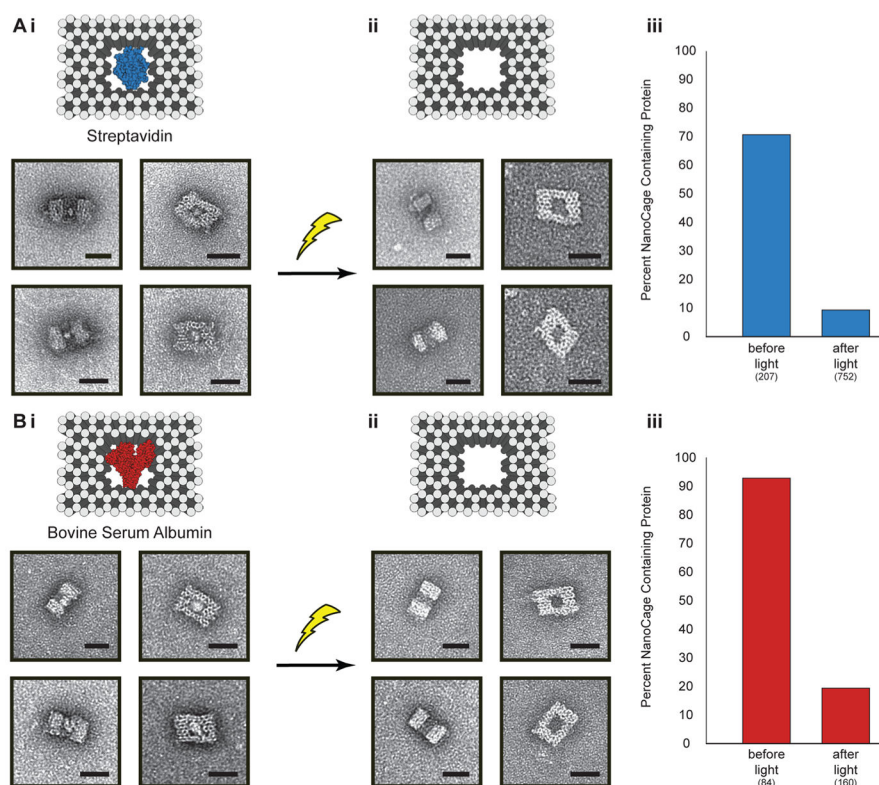 A i
ii
iii
Streptavidin
Percent NanoCage Containing Protein
100
90
80
70
60
50
40
30
20
10
0
before
light
(207)
after
light
(752)
B i
ii
iii
Bovine Serum Albumin
Percent NanoCage Containing Protein
100
90
80
70
60
50
40
30
20
10
0
before
light
(84)
after
light
(160)